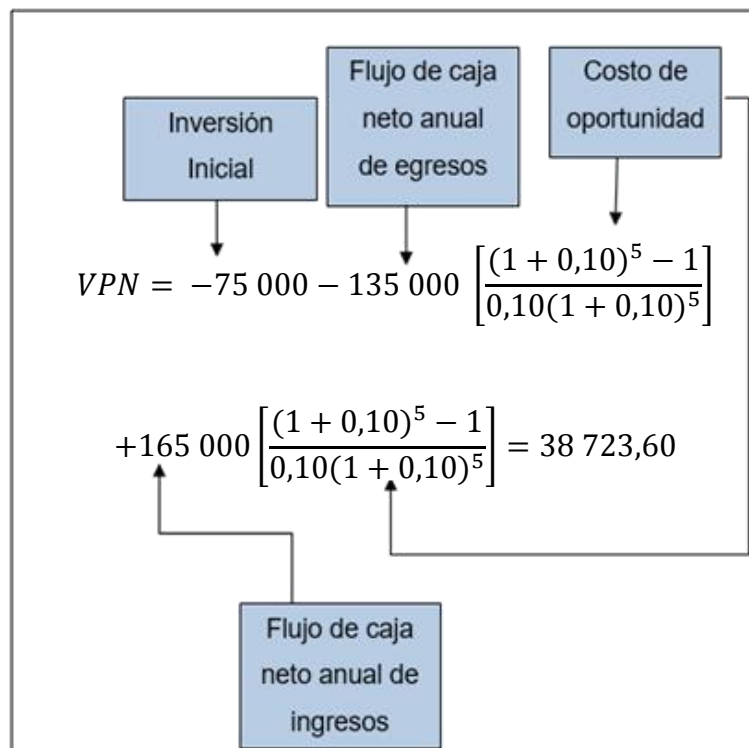 Flujo de caja
neto anual
de egresos
Costo de
oportunidad
Inversión
Inicial
VPN = −75 000 − 135 000 [(1 + 0,10)^5 − 1 / 0,10(1 + 0,10)^5]
+165 000 [(1 + 0,10)^5 − 1 / 0,10(1 + 0,10)^5] = 38 723,60
Flujo de caja
neto anual de
ingresos